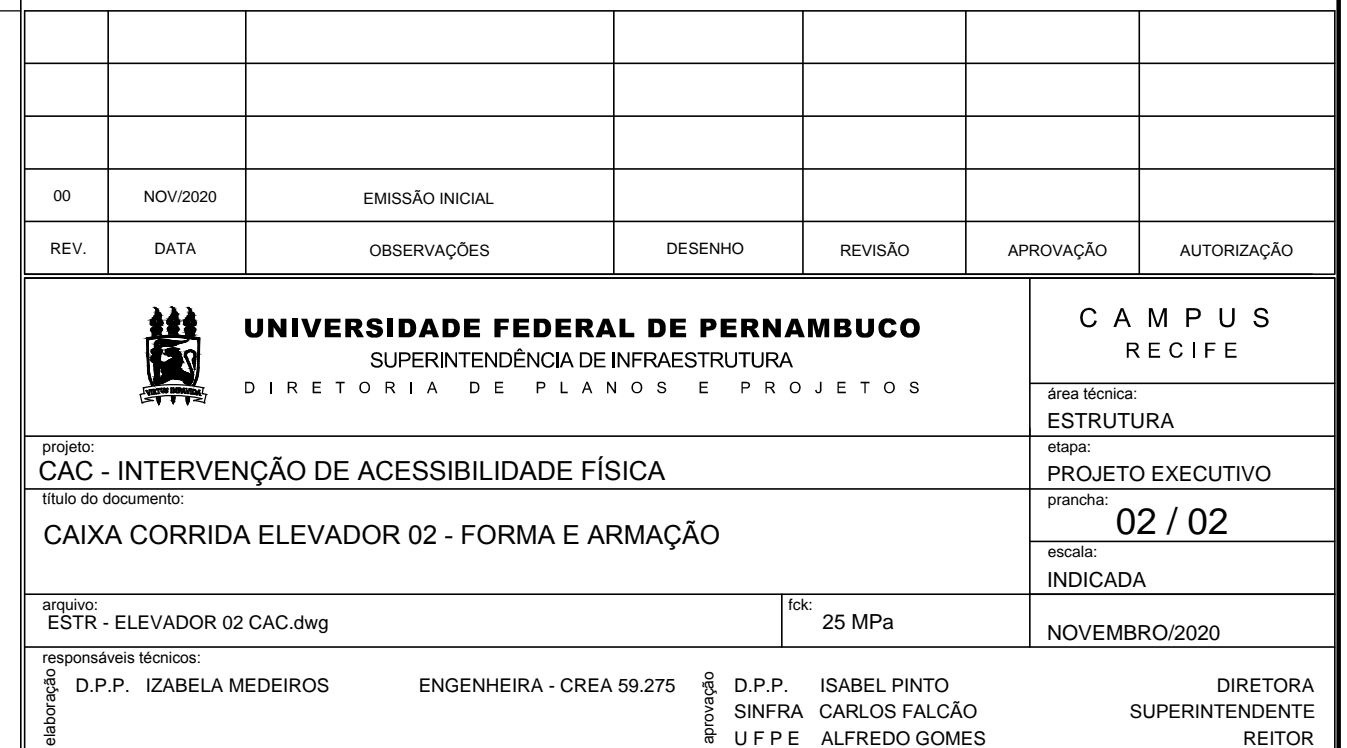 00 NOV/2020 EMISSÃO INICIAL
REV. DATA OBSERVAÇÕES DESENHO REVISÃO APROVAÇÃO AUTORIZAÇÃO
UNIVERSIDADE FEDERAL DE PERNAMBUCO
SUPERINTENDÊNCIA DE INFRAESTRUTURA
DIRETORIA DE PLANOS E PROJETOS
VIRTUS IMPAVIDA
CAMPUS
RECIFE
área técnica:
ESTRUTURA
projeto:
CAC - INTERVENÇÃO DE ACESSIBILIDADE FÍSICA
etapa:
PROJETO EXECUTIVO
título do documento:
CAIXA CORRIDA ELEVADOR 02 - FORMA E ARMAÇÃO
prancha:
02 / 02
escala:
INDICADA
arquivo:
ESTR - ELEVADOR 02 CAC.dwg
fck:
25 MPa
NOVEMBRO/2020
responsáveis técnicos:
elaboração
D.P.P. IZABELA MEDEIROS ENGENHEIRA - CREA 59.275
aprovação
D.P.P. ISABEL PINTO DIRETORA
SINFRA CARLOS FALCÃO SUPERINTENDENTE
U F P E ALFREDO GOMES REITOR